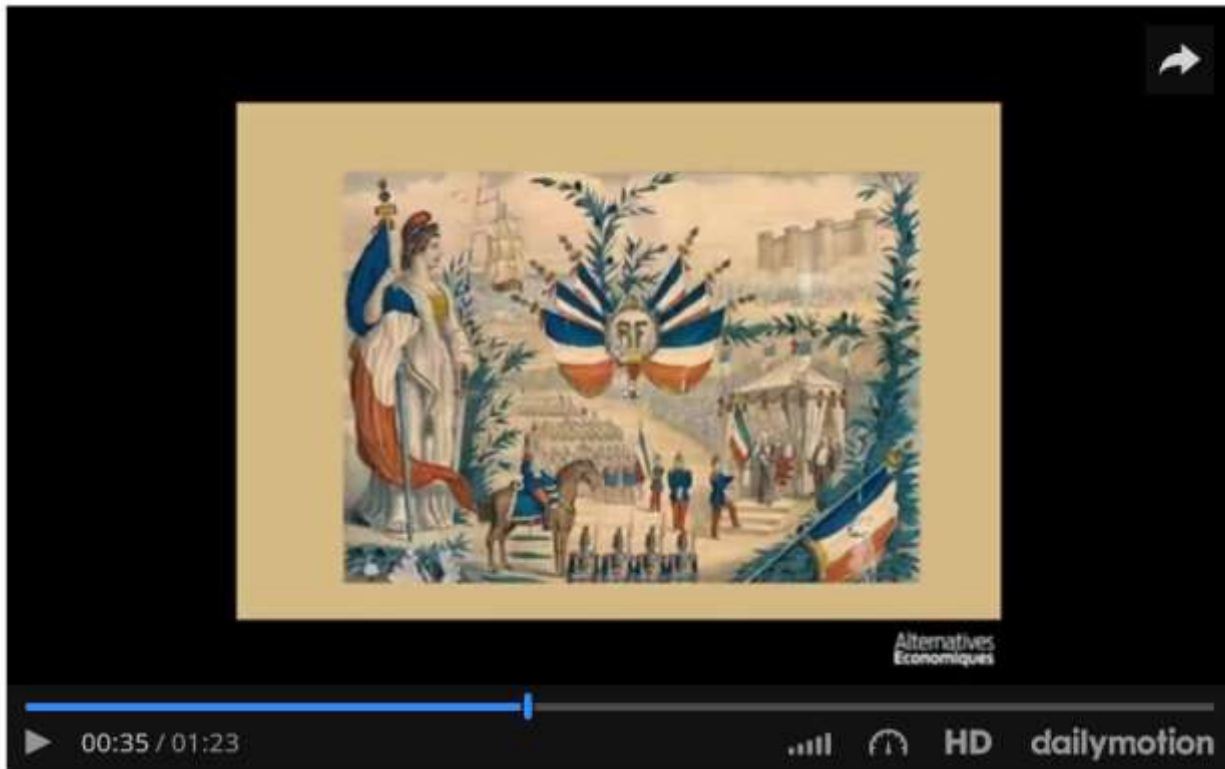 RF
Alternatives
Economiques
00:35 / 01:23
HD
dailymotion